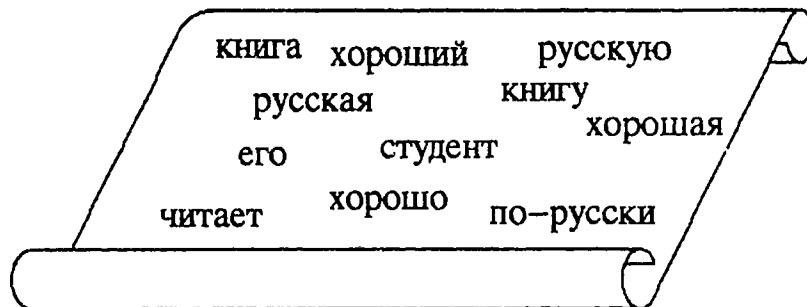 книга хороший русскую
русская книгу
хорошая
его студент
читает хорошо по-русски